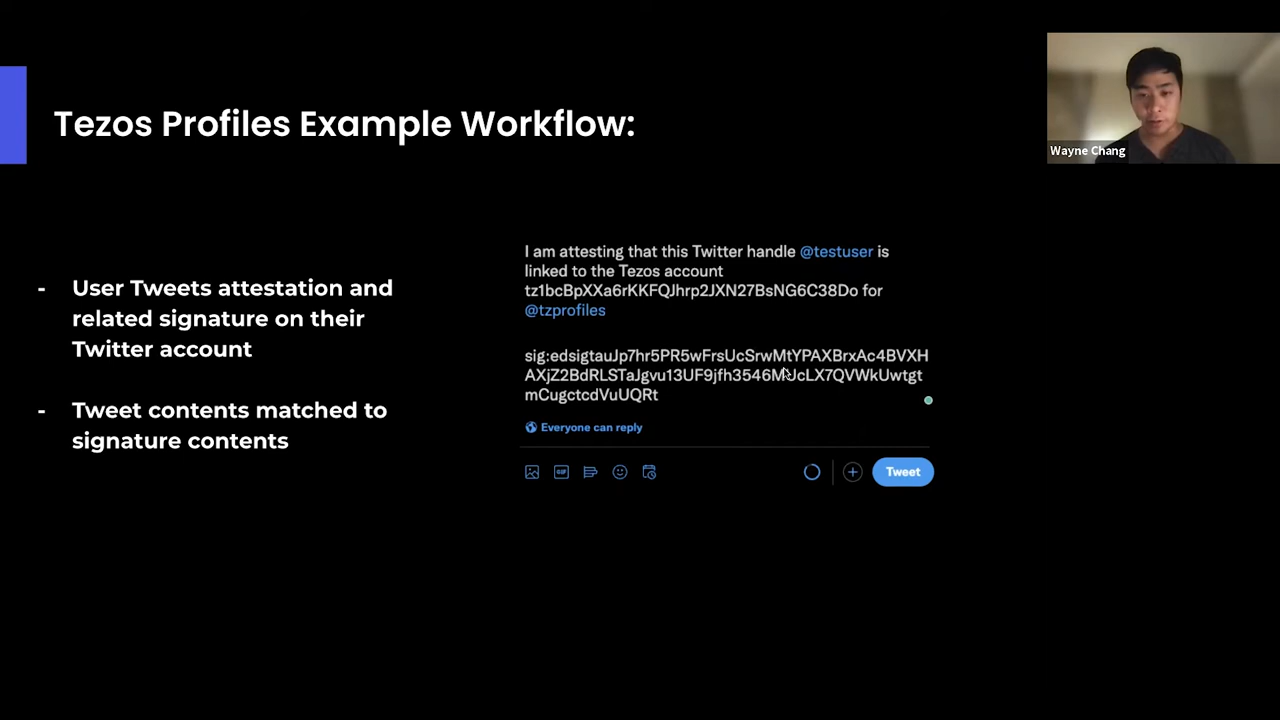 Tezos Profiles Example Workflow:
Wayne Chang
- User Tweets attestation and
related signature on their
Twitter account
- Tweet contents matched to
signature contents
I am attesting that this Twitter handle @testuser is
linked to the Tezos account
tz1bcBpXXa6rKKFQJhrp2JXN27BsNG6C38Do for
@tzprofiles
sig:edsigtauJp7hr5PR5wFrsUcSrwMtYPAXBrxAc4BVXH
AXjZ2BdRLSTaJgvu13UF9jfh3546MUcLX7QVWkUwtgt
mCugctcdVuUQRt
Everyone can reply
GIF
Tweet